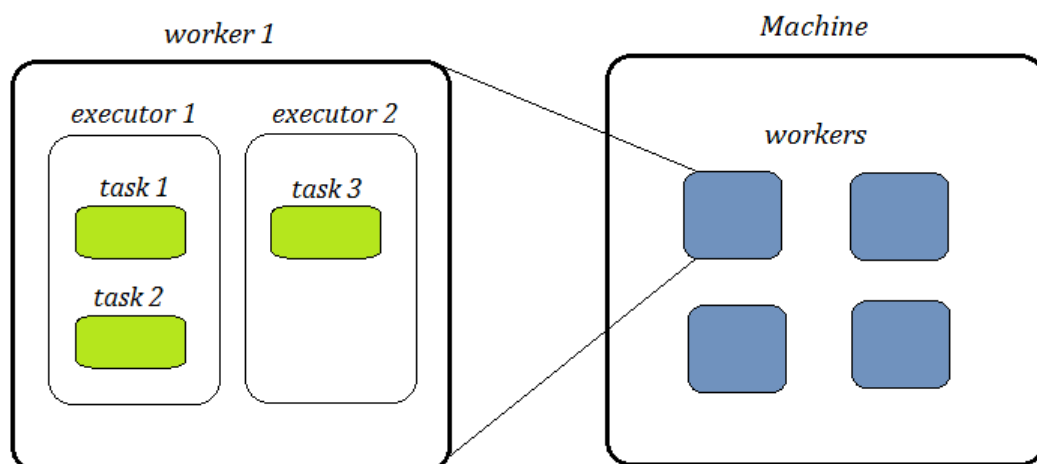 worker 1
executor 1
executor 2
task 1
task 2
task 3
Machine
workers